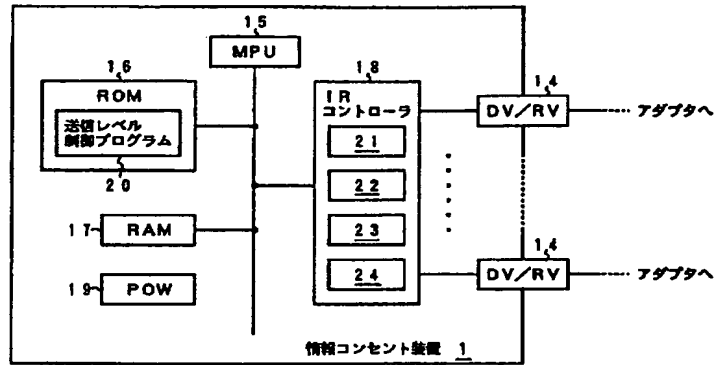 15
MPU
16
ROM
送信レベル
制御プログラム
20
17
RAM
19
POW
18
IR
コントローラ
21
22
23
24
14
DV/RV
アダプタへ
14
DV/RV
アダプタへ
情報コンセント装置 1